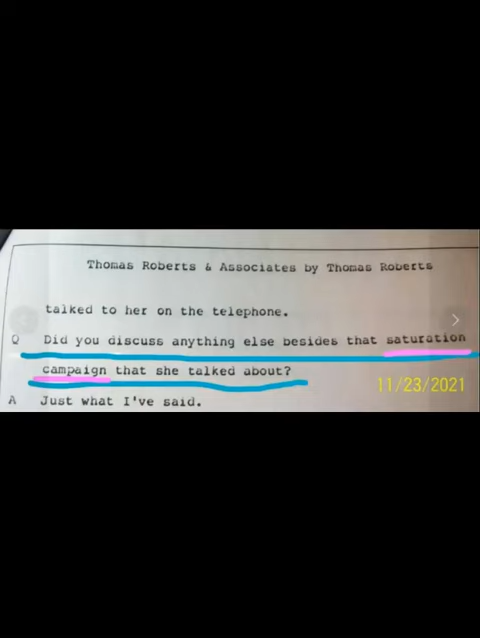 Thomas Roberts & Associates by Thomas Roberts
talked to her on the telephone.
Q Did you discuss anything else besides that saturation
campaign that she talked about?
11/23/2021
A Just what I've said.